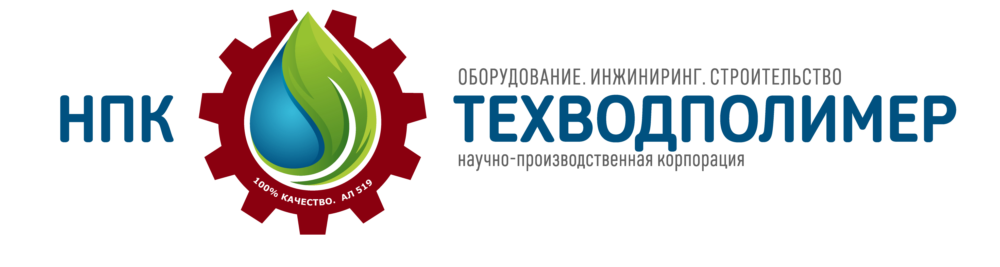 НПК
100% КАЧЕСТВО. АЛ 519
ОБОРУДОВАНИЕ. ИНЖИНИРИНГ. СТРОИТЕЛЬСТВО
ТЕХВОДПОЛИМЕР
научно-производственная корпорация